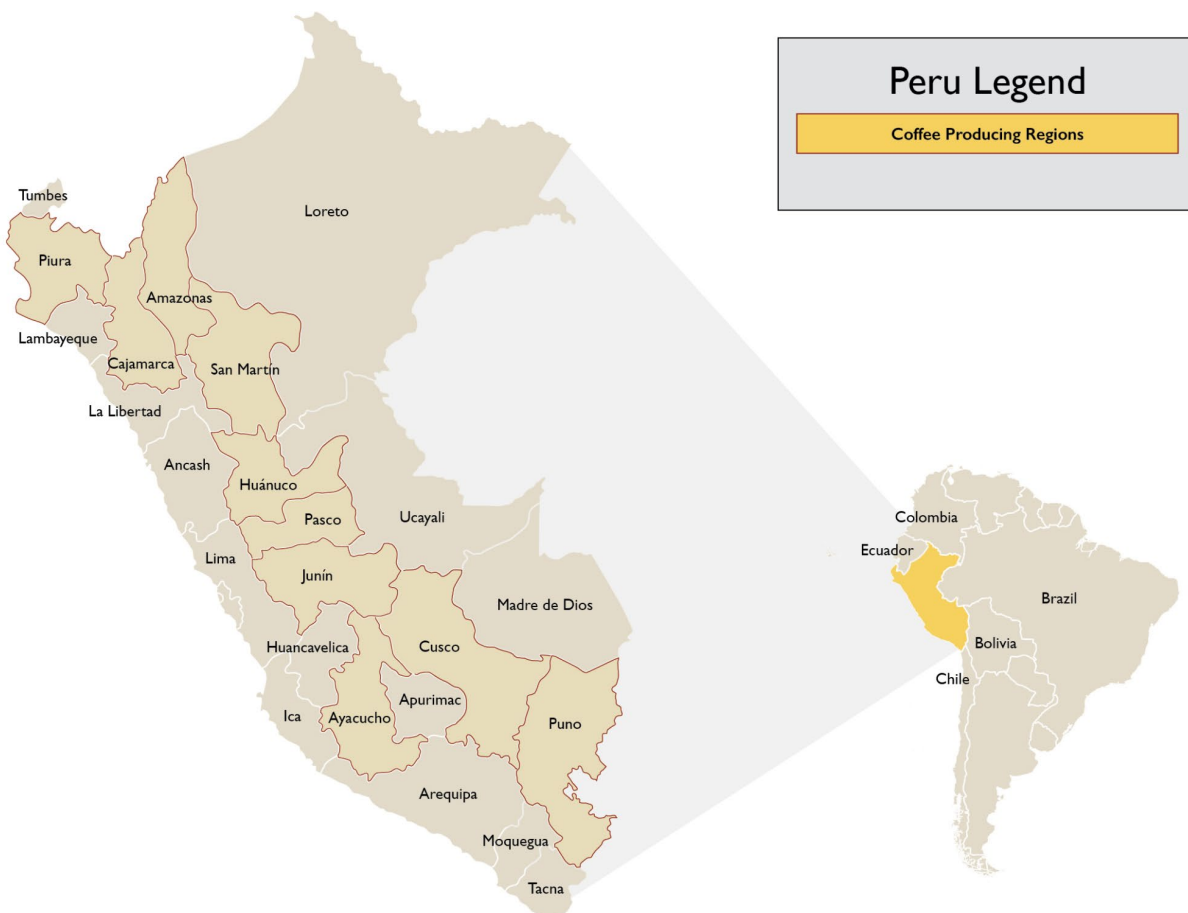 Peru Legend
Coffee Producing Regions
Tumbes
Loreto
Piura
Amazonas
Lambayeque
Cajamarca
San Martín
La Libertad
Ancash
Huánuco
Pasco
Ucayali
Lima
Junín
Madre de Dios
Huancavelica
Cusco
Apurimac
Ica
Ayacucho
Puno
Arequipa
Moquegua
Tacna
Colombia
Ecuador
Brazil
Bolivia
Chile